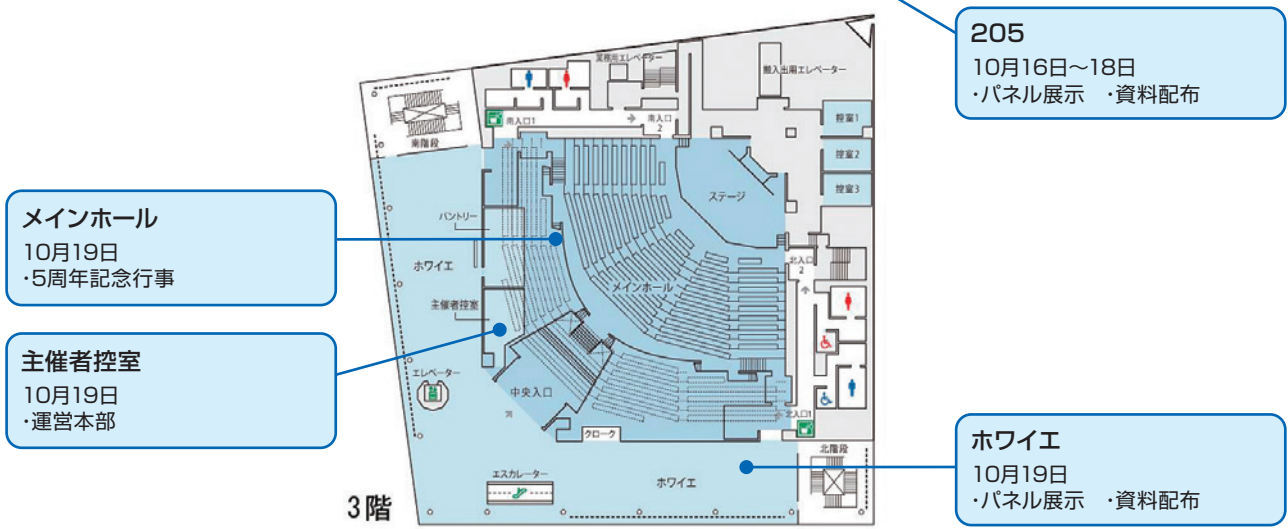 205
10月16日～18日
・パネル展示　・資料配布
業務用エレベーター
搬入出用エレベーター
控室1
南入口1
南入口2
南階段
控室2
控室3
ステージ
メインホール
10月19日
・5周年記念行事
パントリー
ホワイエ
北入口2
メインホール
主催者控室
主催者控室
10月19日
・運営本部
エレベーター
中央入口
北入口1
クローク
北階段
ホワイエ
10月19日
・パネル展示　・資料配布
エスカレーター
ホワイエ
3階